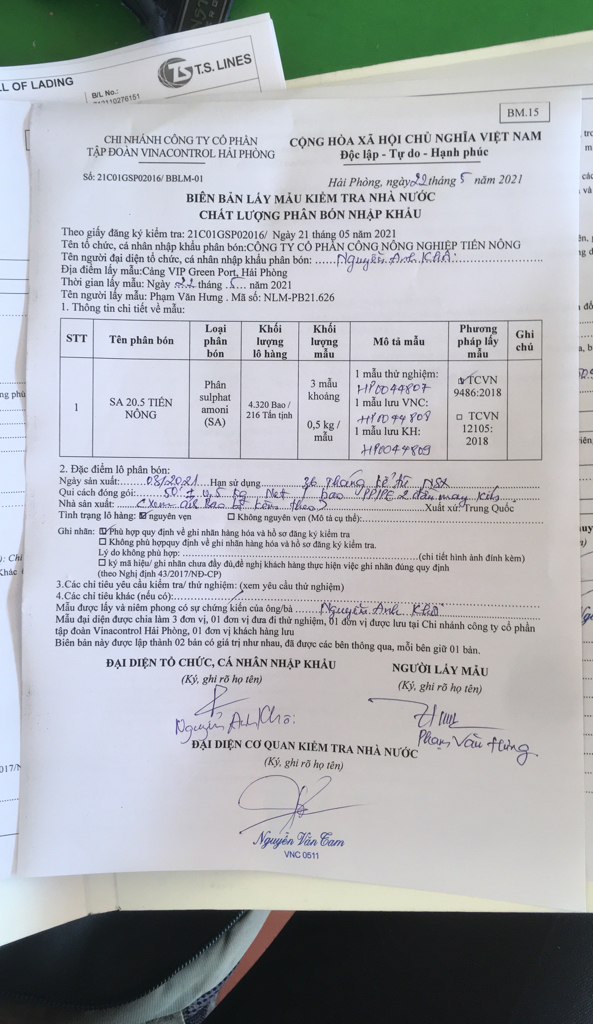 LL OF LADING
B/L No.:
TS T.S. LINES
BM.15
CHI NHÁNH CÔNG TY CỔ PHẦN
TẬP ĐOÀN VINACONTROL HẢI PHÒNG
CỘNG HÒA XÃ HỘI CHỦ NGHĨA VIỆT NAM
Độc lập - Tự do - Hạnh phúc
Số: 21C01GSP02016/ BBLM-01
Hải Phòng, ngày 22 tháng 5 năm 2021
BIÊN BẢN LẤY MẪU KIỂM TRA NHÀ NƯỚC
CHẤT LƯỢNG PHÂN BÓN NHẬP KHẨU
Theo giấy đăng ký kiểm tra: 21C01GSP02016/ Ngày 21 tháng 05 năm 2021
Tên tổ chức, cá nhân nhập khẩu phân bón:CÔNG TY CỔ PHẦN CÔNG NÔNG NGHIỆP TIẾN NÔNG
Người đại diện tổ chức, cá nhân nhập khẩu phân bón: ...... Nguyễn Anh Khôi
Địa điểm lấy mẫu:Cảng VIP Green Port, Hải Phòng
Thời gian lấy mẫu: Ngày 22 tháng .5.. năm 2021
Tên người lấy mẫu: Phạm Văn Hưng . Mã số: NLM-PB21.626
1. Thông tin chi tiết về mẫu:
STT Tên phân bón Loại phân bón Khối lượng lô hàng Khối lượng mẫu Mô tả mẫu Phương pháp lấy mẫu Ghi chú
1 SA 20.5 TIẾN NÔNG Phân sulphat amoni (SA) 4.320 Bao / 216 Tấn tịnh 3 mẫu khoảng 0,5 kg / mẫu
1 mẫu thử nghiệm:
HP0044807
1 mẫu lưu VNC:
HP0044808
1 mẫu lưu KH:
HP0044809
TCVN 9486:2018
TCVN 12105:2018
2. Đặc điểm lô phân bón:
Ngày sản xuất: 03/2021 Hạn sử dụng 36 tháng kể từ NSX
Qui cách đóng gói: 50 ± 0,5 kg Net / bao PP/PE 2 đầu may kín
Nhà sản xuất: (xem ảnh bao bì kèm theo) Xuất xứ: Trung Quốc
Tình trạng lô hàng: ☑ nguyên vẹn ☐ Không nguyên vẹn (Mô tả cụ thể):
Ghi nhãn: ☑ Phù hợp quy định về ghi nhãn hàng hóa và hồ sơ đăng ký kiểm tra
☐ Không phù hợpquy định về ghi nhãn hàng hóa và hồ sơ đăng ký kiểm tra.
Lý do không phù hợp: (chi tiết hình ảnh đính kèm)
☐ ký mã hiệu/ ghi nhãn chưa đầy đủ,đề nghị khách hàng thực hiện việc ghi nhãn đúng quy định
(theo Nghị định 43/2017/NĐ-CP)
3.Các chỉ tiêu yêu cầu kiểm tra/ thử nghiệm: (xem yêu cầu thử nghiệm)
4.Các chỉ tiêu khác (nếu có):
Mẫu được lấy và niêm phong có sự chứng kiến của ông/bà Nguyễn Anh Khôi
Mẫu đại diện được chia làm 3 đơn vị, 01 đơn vị đưa đi thử nghiệm, 01 đơn vị được lưu tại Chi nhánh công ty cổ phần
tập đoàn Vinacontrol Hải Phòng, 01 đơn vị khách hàng lưu
Biên bản này được lập thành 02 bản có giá trị như nhau, đã được các bên thông qua, mỗi bên giữ 01 bản.
ĐẠI DIỆN TỔ CHỨC, CÁ NHÂN NHẬP KHẨU
(Ký, ghi rõ họ tên)
NGƯỜI LẤY MẪU
(Ký, ghi rõ họ tên)
Nguyễn Anh Khôi
Phạm Văn Hưng
ĐẠI DIỆN CƠ QUAN KIỂM TRA NHÀ NƯỚC
(Ký, ghi rõ họ tên)
Nguyễn Văn Cam
VNC 0511